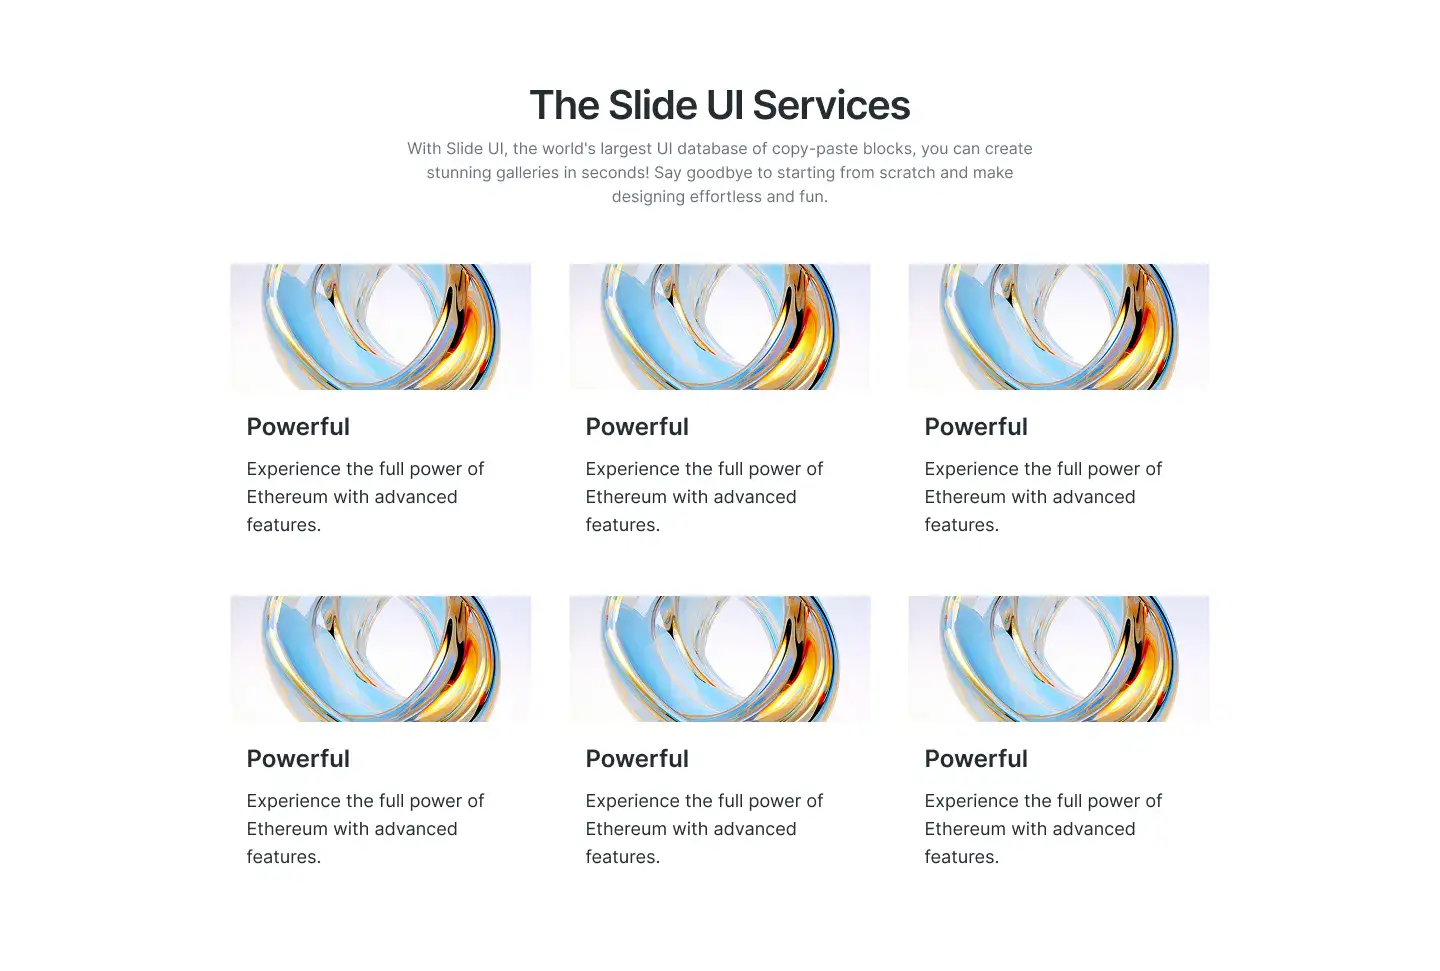 The Slide UI Services
With Slide UI, the world's largest UI database of copy-paste blocks, you can create
stunning galleries in seconds! Say goodbye to starting from scratch and make
designing effortless and fun.
Powerful
Experience the full power of
Ethereum with advanced
features.
Powerful
Experience the full power of
Ethereum with advanced
features.
Powerful
Experience the full power of
Ethereum with advanced
features.
Powerful
Experience the full power of
Ethereum with advanced
features.
Powerful
Experience the full power of
Ethereum with advanced
features.
Powerful
Experience the full power of
Ethereum with advanced
features.